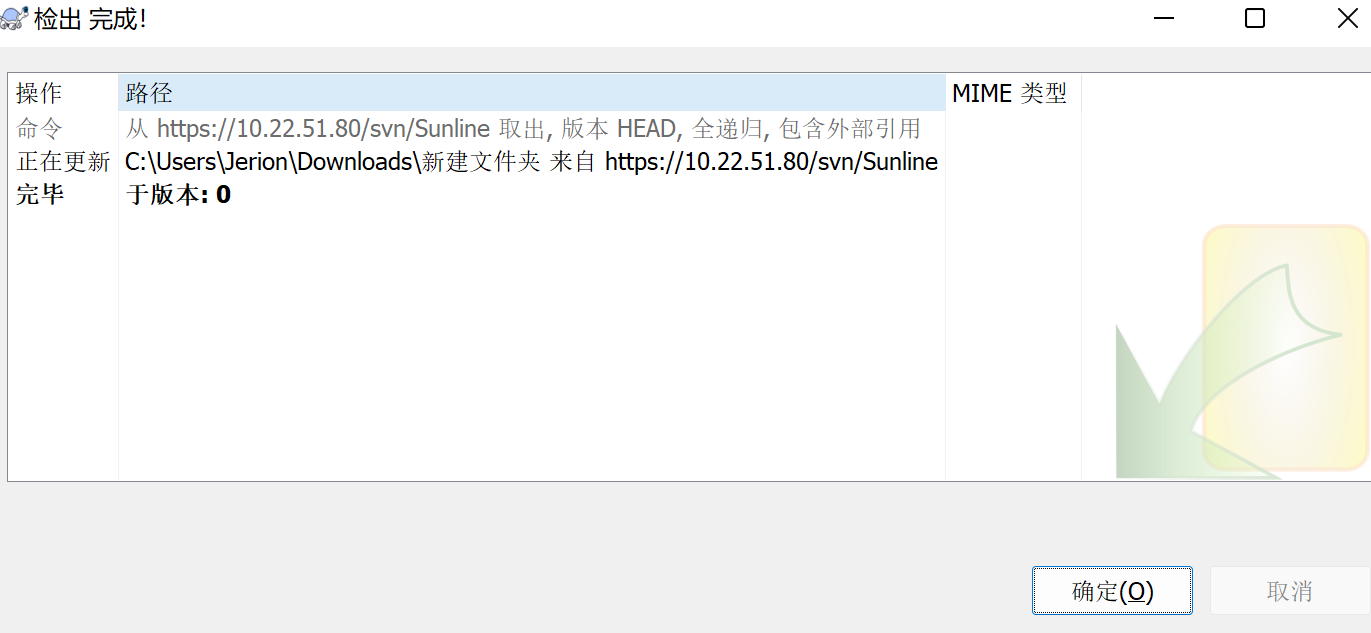 检出 完成!
操作 路径 MIME 类型
命令 从 https://10.22.51.80/svn/Sunline 取出, 版本 HEAD, 全递归, 包含外部引用
正在更新 C:\Users\Jerion\Downloads\新建文件夹 来自 https://10.22.51.80/svn/Sunline
完毕 于版本: 0
确定(O) 取消